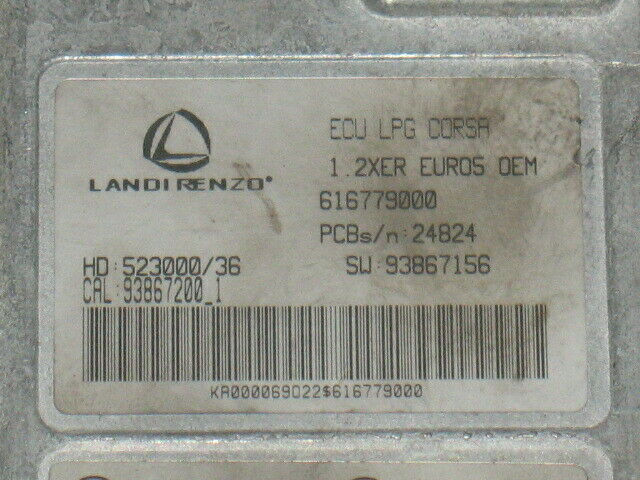 ECU LPG CORSA
LANDIRENZO®
1.2XER EURO5 OEM
616779000
PCBs/n:24824
HD:523000/36
SW:93867156
CAL:93867200_1
KA000069022$616779000